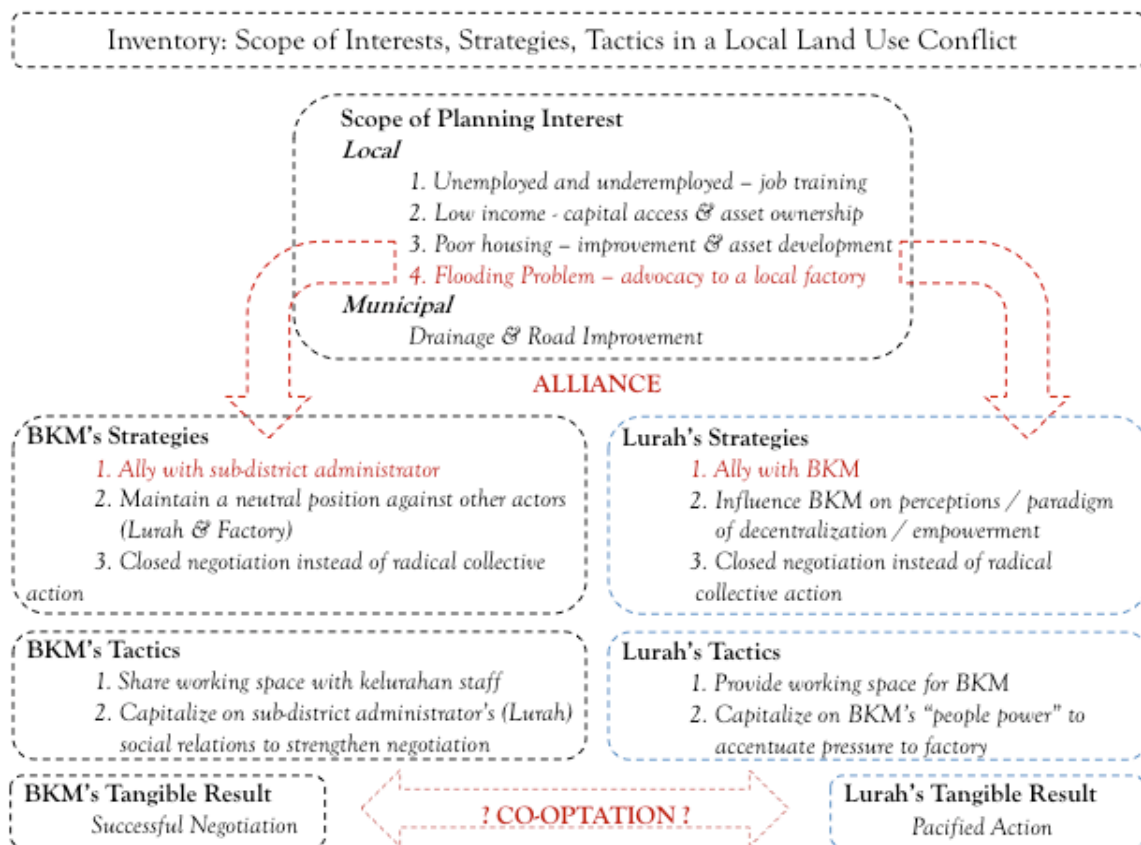 Inventory: Scope of Interests, Strategies, Tactics in a Local Land Use Conflict
Scope of Planning Interest
Local
1. Unemployed and underemployed – job training
2. Low income - capital access & asset ownership
3. Poor housing – improvement & asset development
4. Flooding Problem – advocacy to a local factory
Municipal
Drainage & Road Improvement
ALLIANCE
BKM's Strategies
1. Ally with sub-district administrator
2. Maintain a neutral position against other actors
(Lurah & Factory)
3. Closed negotiation instead of radical collective
action
Lurah's Strategies
1. Ally with BKM
2. Influence BKM on perceptions / paradigm
of decentralization / empowerment
3. Closed negotiation instead of radical
collective action
BKM's Tactics
1. Share working space with kelurahan staff
2. Capitalize on sub-district administrator's (Lurah)
social relations to strengthen negotiation
Lurah's Tactics
1. Provide working space for BKM
2. Capitalize on BKM's “people power” to
accentuate pressure to factory
BKM's Tangible Result
Successful Negotiation
? CO-OPTATION ?
Lurah's Tangible Result
Pacified Action